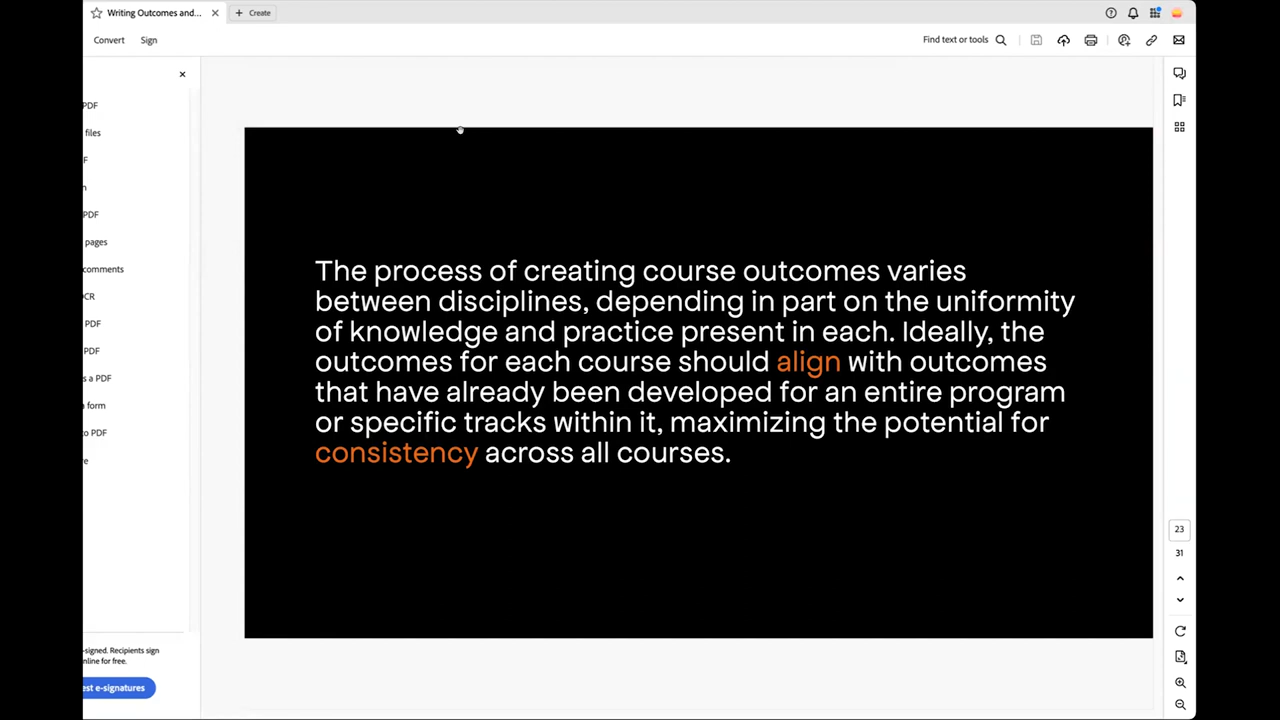 Writing Outcomes and...
Create
Convert
Sign
Find text or tools
PDF
files
F
n
PDF
pages
comments
CR
PDF
PDF
s a PDF
form
to PDF
re
-signed. Recipients sign
nline for free.
est e-signatures
The process of creating course outcomes varies
between disciplines, depending in part on the uniformity
of knowledge and practice present in each. Ideally, the
outcomes for each course should align with outcomes
that have already been developed for an entire program
or specific tracks within it, maximizing the potential for
consistency across all courses.
23
31